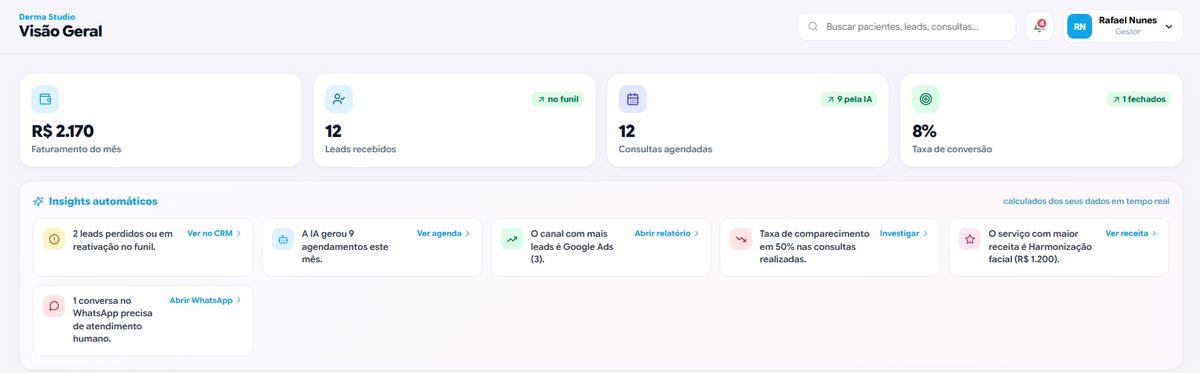 Derma Studio
Visão Geral
Buscar pacientes, leads, consultas...
4
RN
Rafael Nunes
Gestor
R$ 2.170
Faturamento do mês
no funil
12
Leads recebidos
9 pela IA
12
Consultas agendadas
1 fechados
8%
Taxa de conversão
Insights automáticos
calculados dos seus dados em tempo real
2 leads perdidos ou em
reativação no funil.
Ver no CRM
A IA gerou 9
agendamentos este
mês.
Ver agenda
O canal com mais
leads é Google Ads
(3).
Abrir relatório
Taxa de comparecimento
em 50% nas consultas
realizadas.
Investigar
O serviço com maior
receita é Harmonização
facial (R$ 1.200).
Ver receita
1 conversa no
WhatsApp precisa
de atendimento
humano.
Abrir WhatsApp